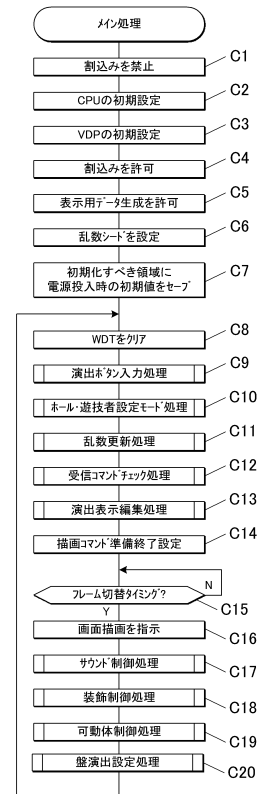 メイン処理
割込みを禁止
C1
CPUの初期設定
C2
VDPの初期設定
C3
割込みを許可
C4
表示用データ生成を許可
C5
乱数シードを設定
C6
初期化すべき領域に
電源投入時の初期値をセーブ
C7
WDTをクリア
C8
演出ボタン入力処理
C9
ホール・遊技者設定モード処理
C10
乱数更新処理
C11
受信コマンドチェック処理
C12
演出表示編集処理
C13
描画コマンド準備終了設定
C14
フレーム切替タイミング?
N
C15
Y
画面描画を指示
C16
サウンド制御処理
C17
装飾制御処理
C18
可動体制御処理
C19
盤演出設定処理
C20